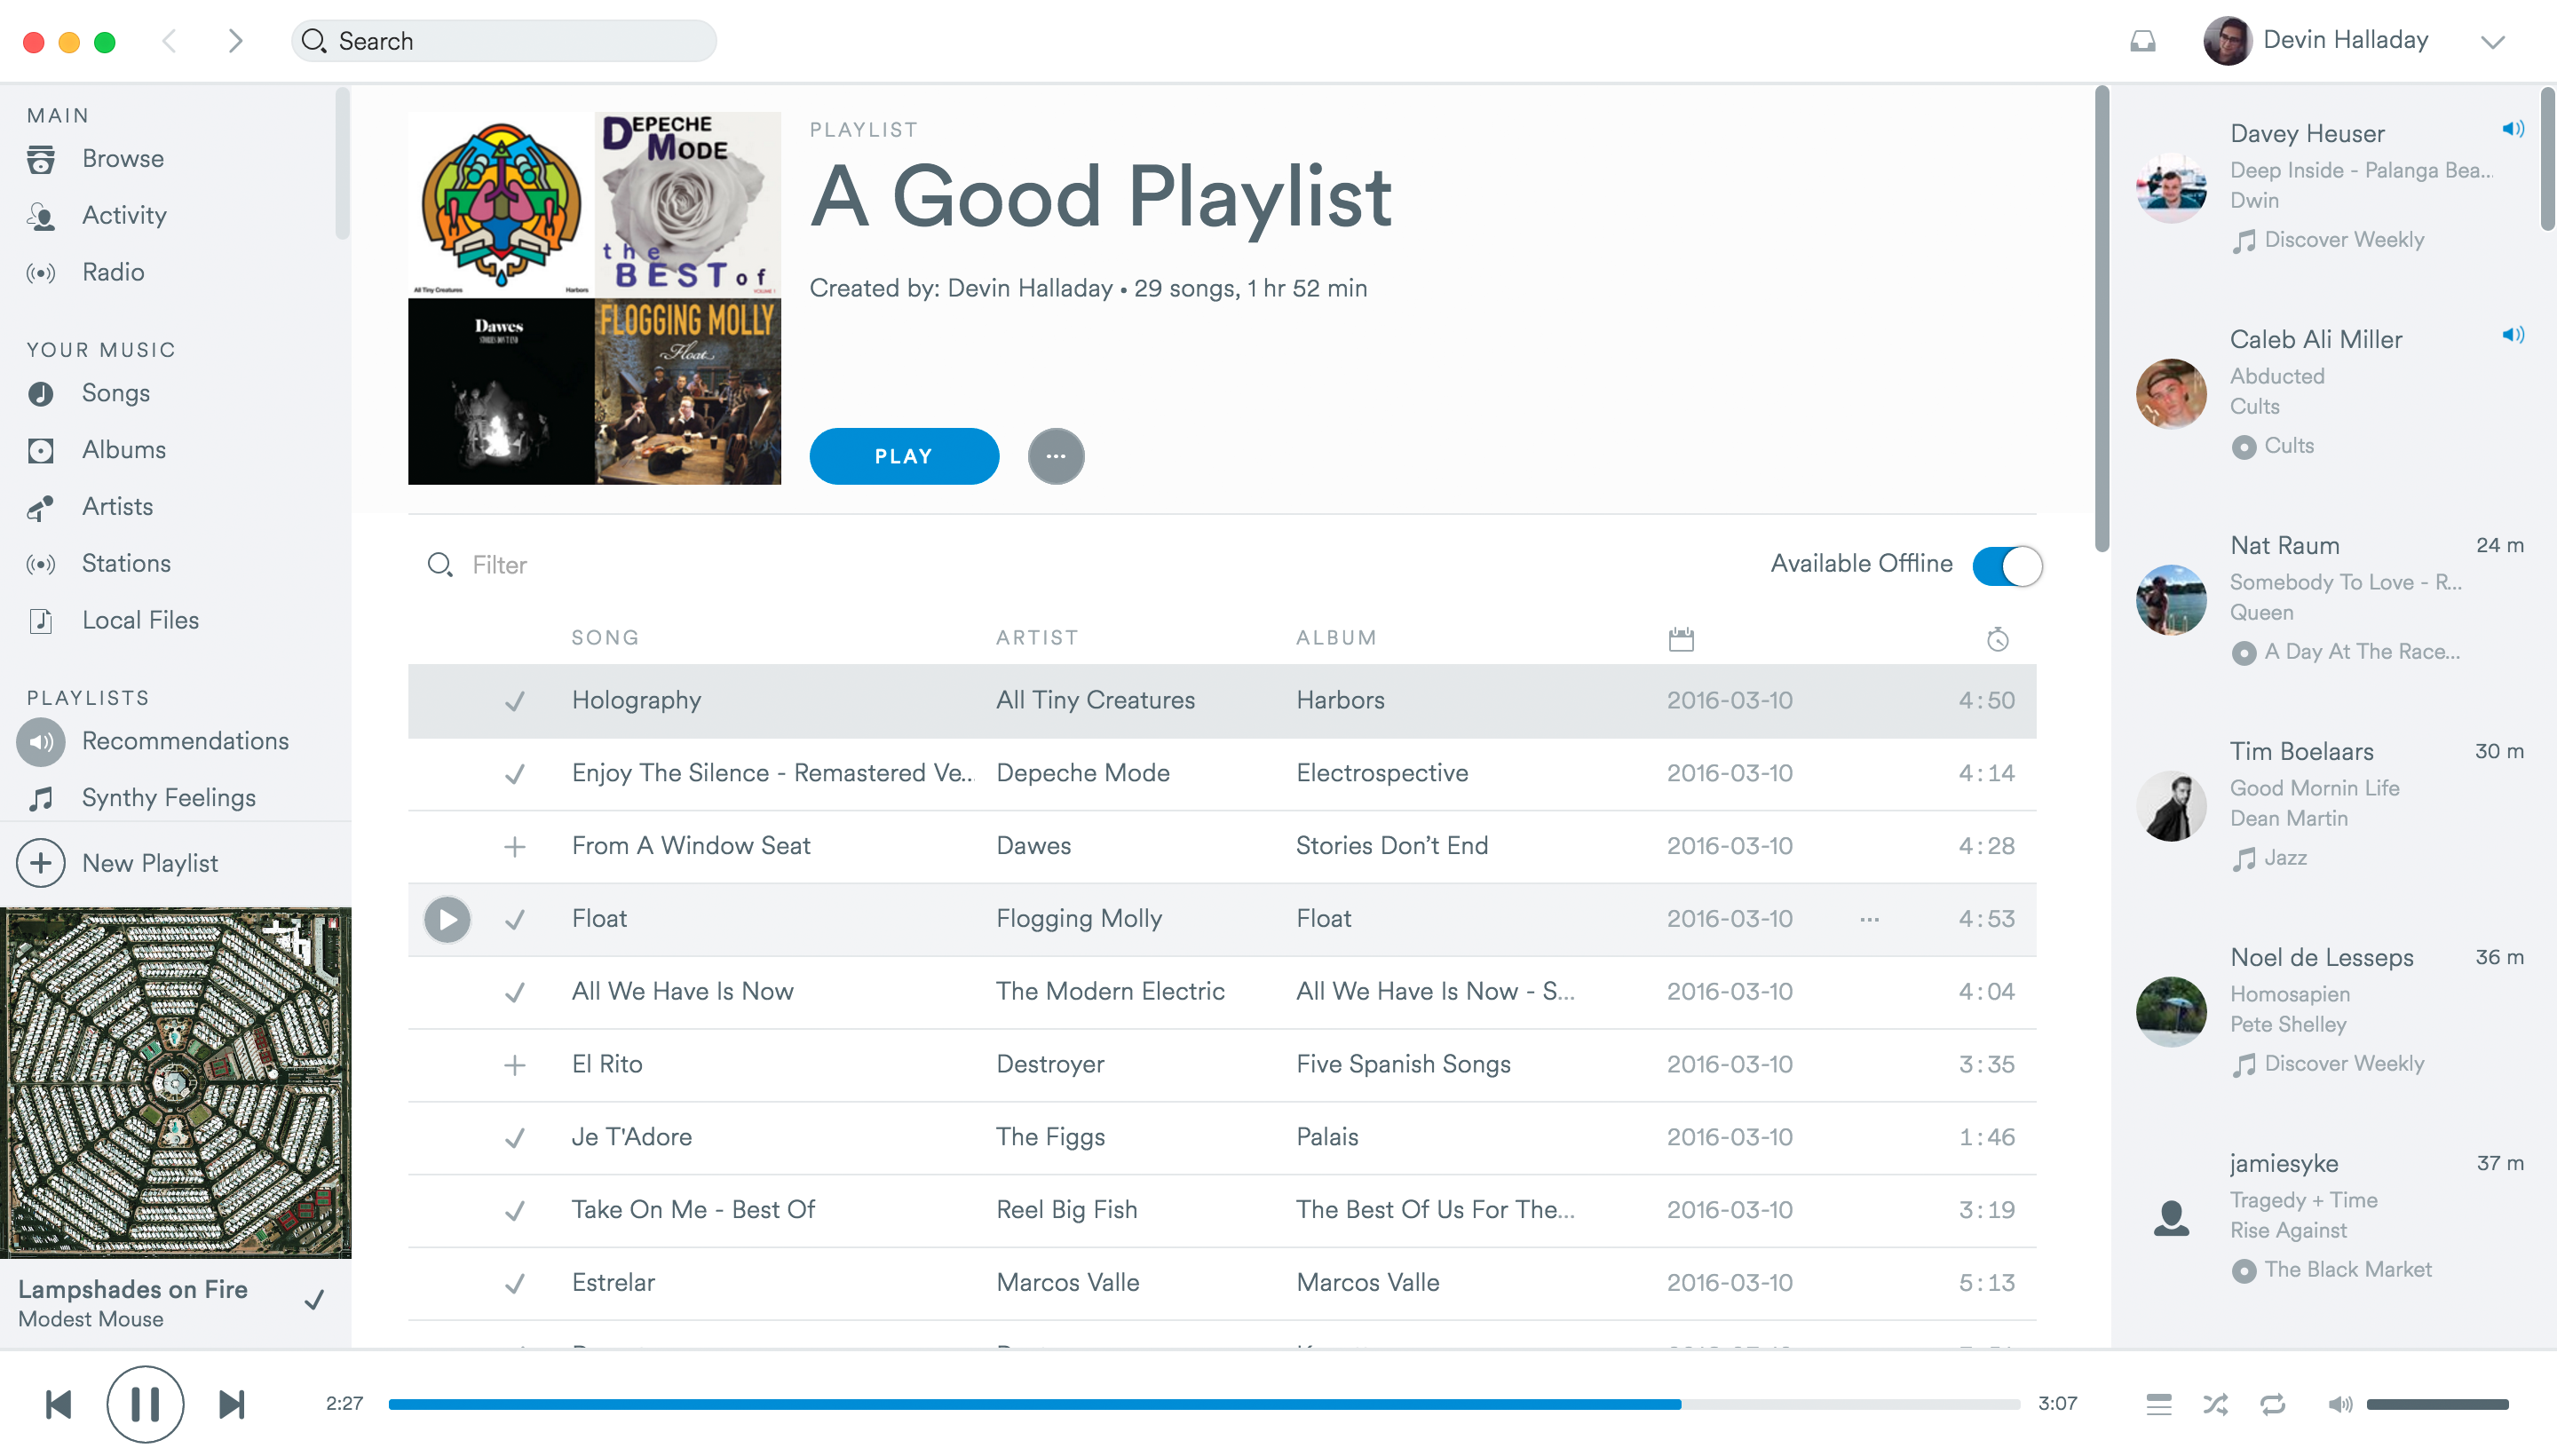 Search
Devin Halladay
MAIN
Browse
Activity
Radio
YOUR MUSIC
Songs
Albums
Artists
Stations
Local Files
PLAYLISTS
Recommendations
Synthy Feelings
New Playlist
Lampshades on Fire
Modest Mouse
All Tiny Creatures
Harbors
DEPECHE
MODE
the
BEST of
VOLUME 1
Dawes
STORIES DON'T END
FLOGGING MOLLY
Float
PLAYLIST
A Good Playlist
Created by: Devin Halladay • 29 songs, 1 hr 52 min
PLAY
Filter
Available Offline
SONG ARTIST ALBUM
Holography All Tiny Creatures Harbors 2016-03-10 4:50
Enjoy The Silence - Remastered Ve... Depeche Mode Electrospective 2016-03-10 4:14
From A Window Seat Dawes Stories Don’t End 2016-03-10 4:28
Float Flogging Molly Float 2016-03-10 ... 4:53
All We Have Is Now The Modern Electric All We Have Is Now - S... 2016-03-10 4:04
El Rito Destroyer Five Spanish Songs 2016-03-10 3:35
Je T'Adore The Figgs Palais 2016-03-10 1:46
Take On Me - Best Of Reel Big Fish The Best Of Us For The... 2016-03-10 3:19
Estrelar Marcos Valle Marcos Valle 2016-03-10 5:13
Davey Heuser
Deep Inside - Palanga Bea...
Dwin
Discover Weekly
Caleb Ali Miller
Abducted
Cults
Cults
Nat Raum 24 m
Somebody To Love - R...
Queen
A Day At The Race...
Tim Boelaars 30 m
Good Mornin Life
Dean Martin
Jazz
Noel de Lesseps 36 m
Homosapien
Pete Shelley
Discover Weekly
jamiesyke 37 m
Tragedy + Time
Rise Against
The Black Market
2:27
3:07